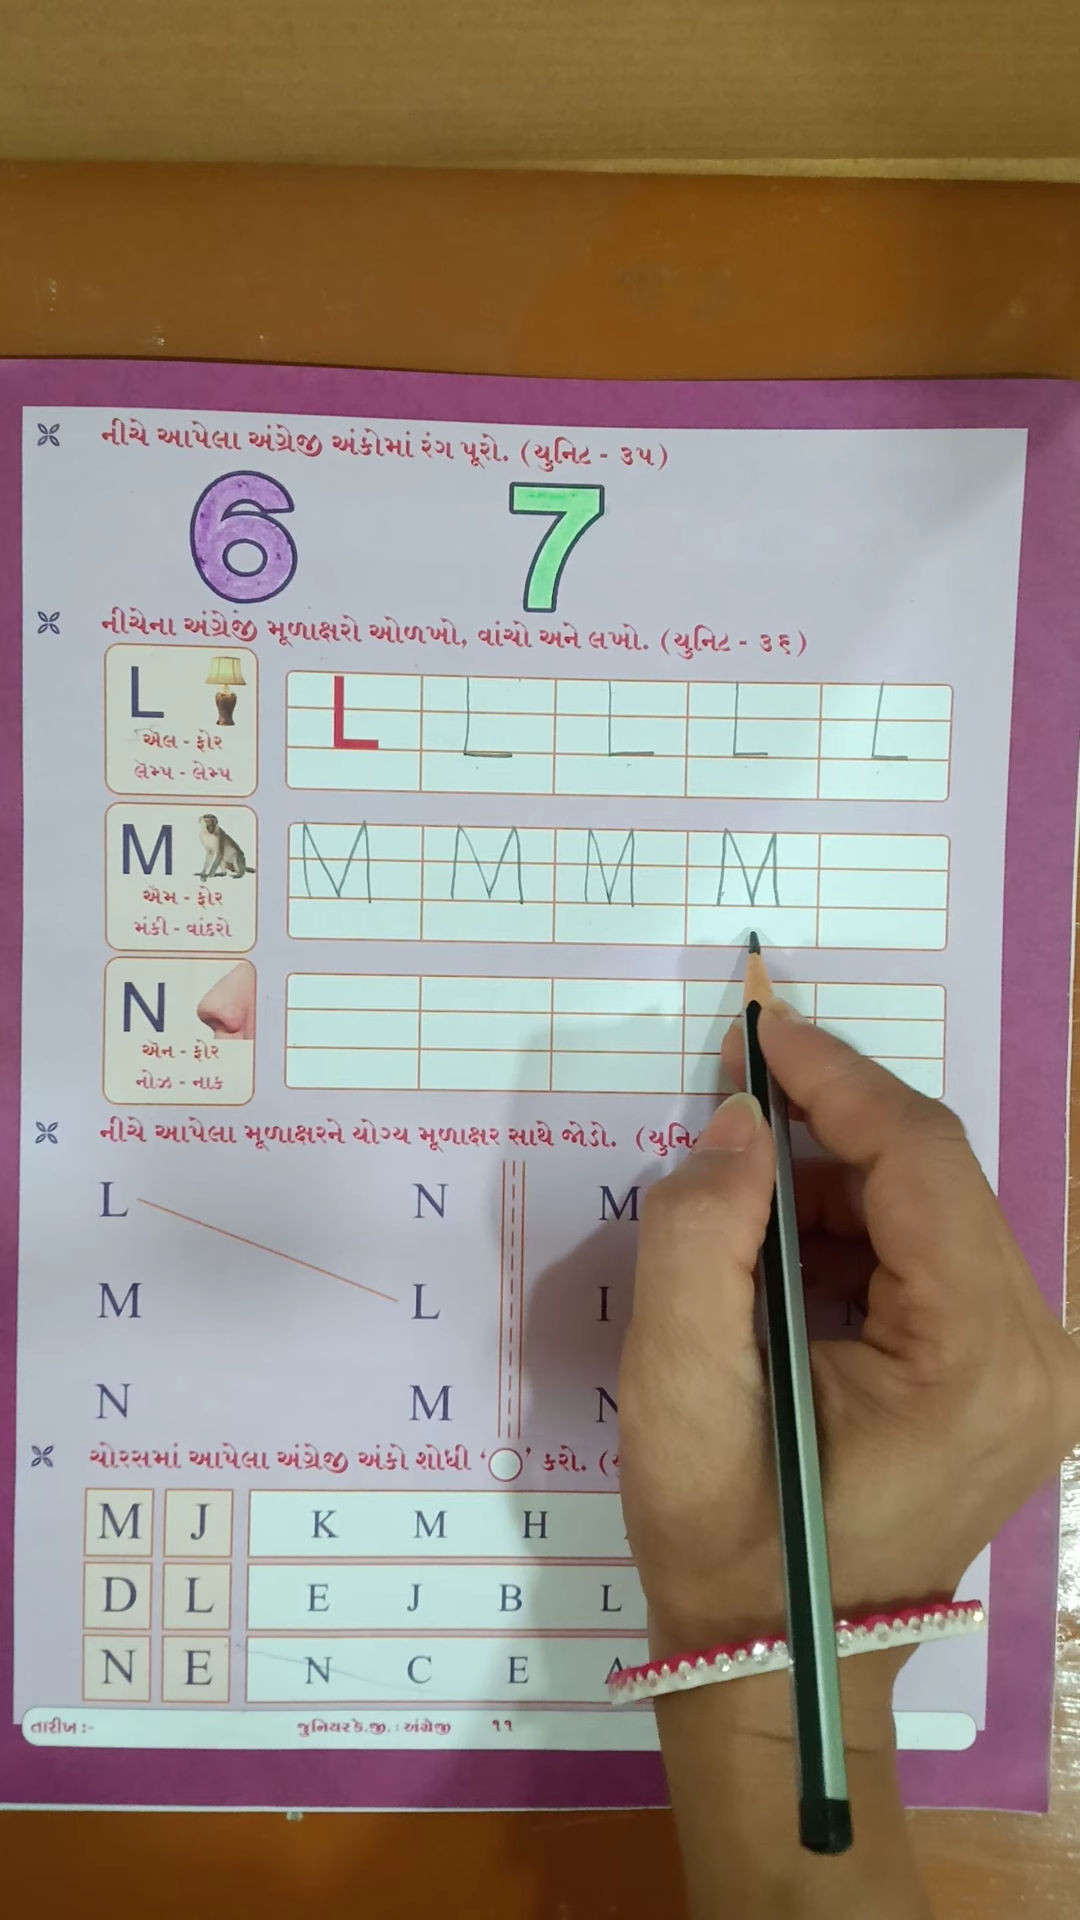 નીચે આપેલા અંગ્રેજી અંકોમાં રંગ પૂરો. (યુનિટ - ૩૫)
6 7
નીચેના અંગ્રેજી મૂળાક્ષરો ઓળખો, વાંચો અને લખો. (યુનિટ - ૩૬)
L L L L L L
એલ - ફોર
લૅમ્પ - લેમ્પ
M M M M M
એમ - ફોર
મંકી - વાંદરો
N
એન - ફોર
નોઝ - નાક
નીચે આપેલા મૂળાક્ષરને યોગ્ય મૂળાક્ષર સાથે જોડો.
L N M
M L I N
N M N
ચોરસમાં આપેલા અંગ્રેજી અંકો શોધી ‘○’ કરો.
M J K M H
D L E J B L
N E N C E A
તારીખ :- જુનિયર કે.જી. : અંગ્રેજી ૧૧